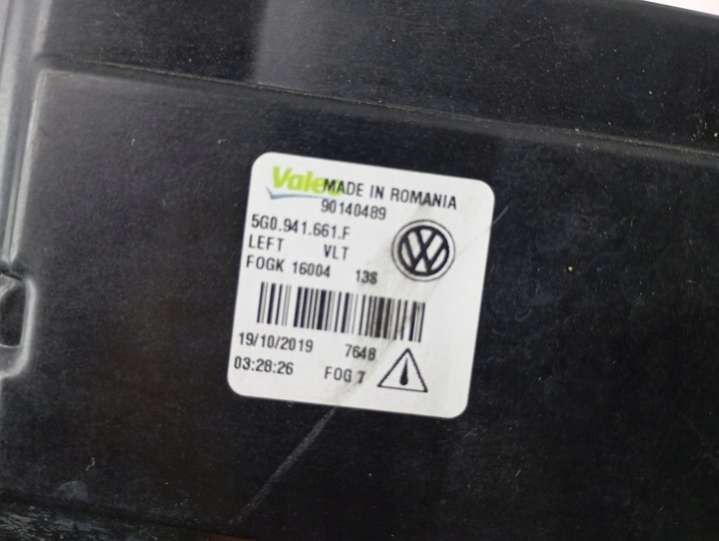 Valeo MADE IN ROMANIA
90140489
5G0.941.661.F
LEFT VLT
FOGK 16004 13S
19/10/2019 7648
03:28:26 FOG 7